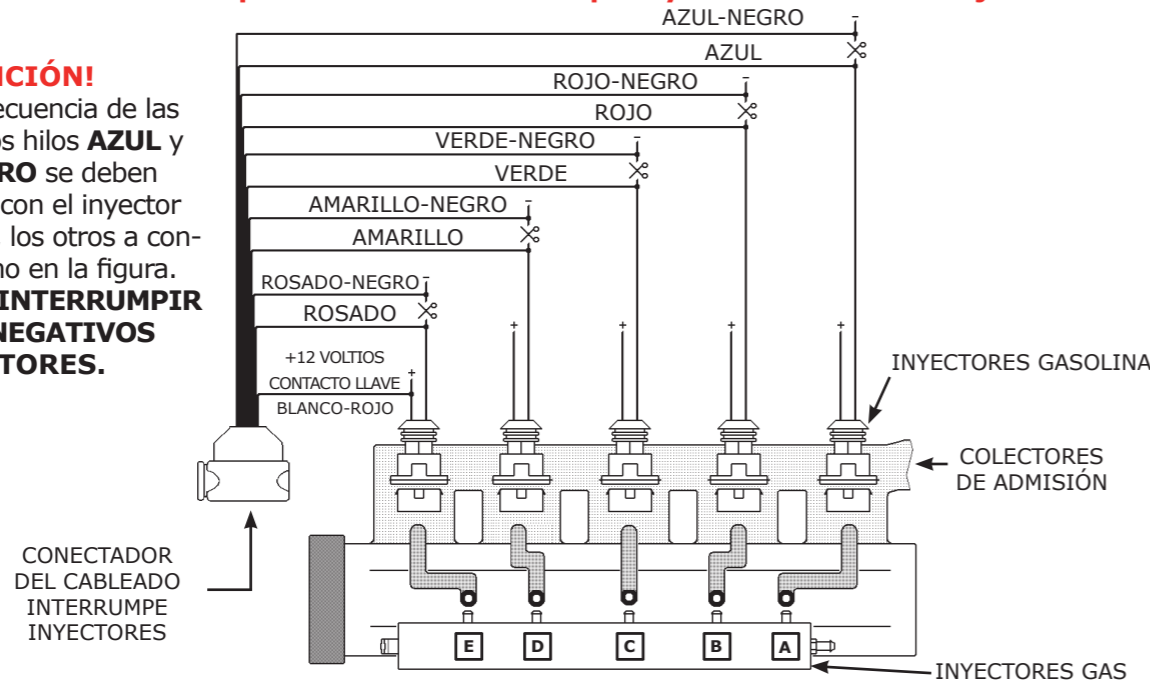 AZUL-NEGRO
AZUL
ROJO-NEGRO
ROJO
VERDE-NEGRO
VERDE
AMARILLO-NEGRO
AMARILLO
ROSADO-NEGRO
ROSADO
+12 VOLTIOS
CONTACTO LLAVE
BLANCO-ROJO
NCIÓN!
ecuencia de las
os hilos AZUL y
RO se deben
con el inyector
los otros a con-
no en la figura.
INTERRUMPIR
NEGATIVOS
TORES.
INYECTORES GASOLINA
COLECTORES
DE ADMISIÓN
CONECTADOR
DEL CABLEADO
INTERRUMPE
INYECTORES
E D C B A
INYECTORES GAS